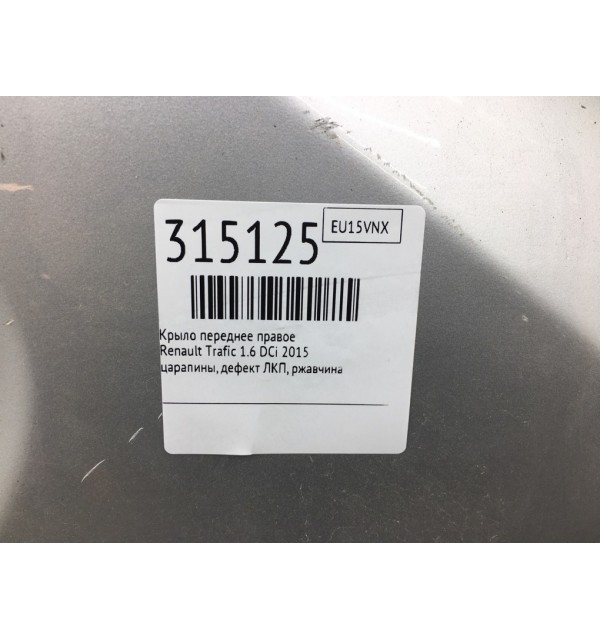 315125
EU15VNX
Крыло переднее правое
Renault Trafic 1.6 DCi 2015
царапины, дефект ЛКП, ржавчина